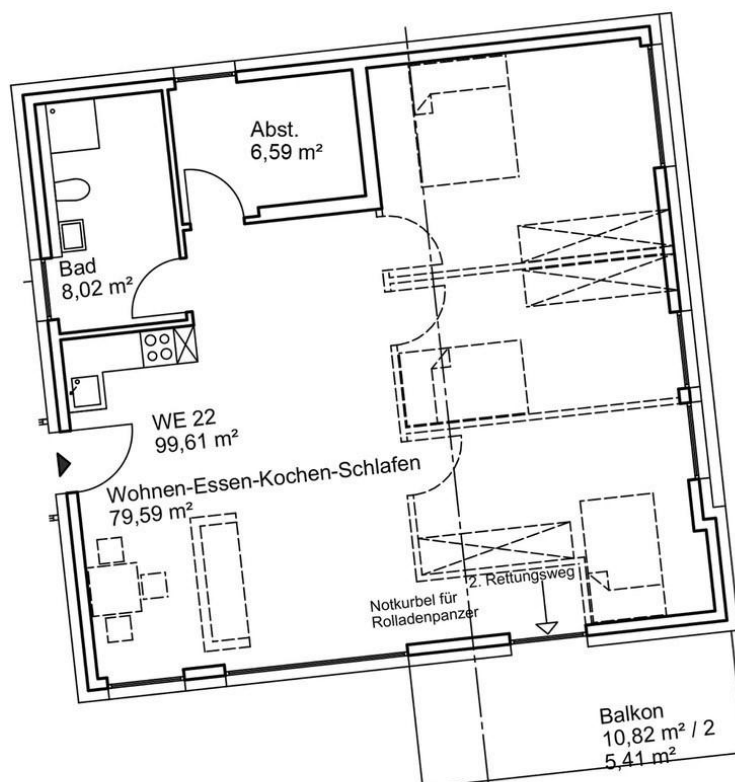 Abst.
6,59 m²
Bad
8,02 m²
WE 22
99,61 m²
Wohnen-Essen-Kochen-Schlafen
79,59 m²
2. Rettungsweg
Notkurbel für
Rolladenpanzer
Balkon
10,82 m² / 2
5,41 m²